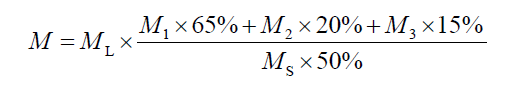 M = M_L × (M_1 × 65% + M_2 × 20% + M_3 × 15%) / (M_S × 50%)